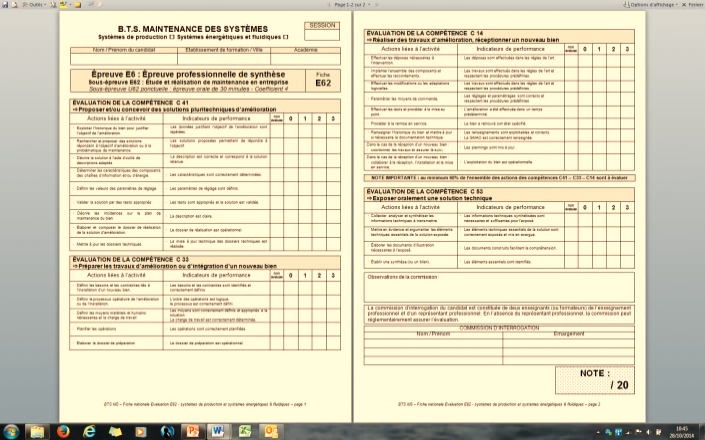 Outils
Page 1-2 sur 2
Options d'affichage
Fermer
B.T.S. MAINTENANCE DES SYSTÈMES
Systèmes de production □ Systèmes énergétiques et fluidiques □
SESSION
Nom / Prénom du candidat
Etablissement de formation / Ville
Académie
Épreuve E6 : Épreuve professionnelle de synthèse
Sous-épreuve E62 : Étude et réalisation de maintenance en entreprise
Sous-épreuve U62 ponctuelle : épreuve orale de 30 minutes - Coefficient 4
Fiche
E62
ÉVALUATION DE LA COMPÉTENCE C 41
⇒ Proposer et/ou concevoir des solutions pluritechniques d'amélioration
Actions liées à l'activité
Indicateurs de performance
0 1 2 3
Exploiter l'historique du bien pour justifier
l'objectif de l'amélioration.
Les données justifiant l'objectif de l'amélioration sont
repérées.
Rechercher et proposer des solutions
répondant à l'objectif d'amélioration ou à la
problématique de maintenance.
Les solutions proposées permettent de répondre à
l'objectif.
Décrire la solution à l'aide d'outils de
descriptions adaptés.
La description est correcte et correspond à la solution
retenue.
Déterminer les caractéristiques des composants
des chaînes d'information et/ou d'énergie.
Les caractéristiques sont correctement déterminées.
Définir les valeurs des paramètres de réglage.
Les paramètres de réglage sont définis.
Valider la solution par des tests appropriés
Les tests sont appropriés et la solution est validée.
Décrire les incidences sur le plan de
maintenance du bien.
La description est claire.
Élaborer et composer le dossier de réalisation
de la solution d'amélioration.
Le dossier de réalisation est opérationnel.
Mettre à jour les dossiers techniques.
La mise à jour technique des dossiers techniques est
réalisée.
ÉVALUATION DE LA COMPÉTENCE C 33
⇒ Préparer les travaux d'amélioration ou d'intégration d'un nouveau bien
Actions liées à l'activité
Indicateurs de performance
0 1 2 3
Définir les besoins et les contraintes liés à
l'installation d'un nouveau bien.
Les besoins et les contraintes sont identifiés et
correctement définis.
Définir le processus opératoire de l'amélioration
ou de l'installation.
L'ordre des opérations est logique.
le processus est correctement défini.
Définir les moyens matériels et humains
nécessaires et la charge de travail
Les moyens sont correctement définis et appropriés à la
situation.
La charge de travail est correctement déterminée.
Planifier les opérations
Les opérations sont correctement planifiées
Élaborer le dossier de préparation
Le dossier de préparation est opérationnel
BTS MS – Fiche nationale Evaluation E62 - systèmes de production et systèmes énergétiques & fluidiques – page 1
ÉVALUATION DE LA COMPÉTENCE C 14
⇒ Réaliser des travaux d'amélioration, réceptionner un nouveau bien
Actions liées à l'activité
Indicateurs de performance
0 1 2 3
Effectuer les déposes nécessaires à
l'intervention.
Les déposes sont effectuées dans les règles de l'art.
Implanter l'ensemble des composants et
effectuer les raccordements.
Les travaux sont effectués dans les règles de l'art et
respectent les procédures prédéfinies.
Effectuer les modifications ou les adaptations
logicielles.
Les travaux sont effectués dans les règles de l'art et
respectent les procédures prédéfinies.
Paramétrer les moyens de commande.
Les réglages et paramétrages sont corrects et
respectent les procédures prédéfinies.
Effectuer les tests et procéder à la mise au
point.
L'amélioration a été effectuée dans un temps
prédéterminé.
Procéder à la remise en service.
Le bien a retrouvé son état spécifié.
Renseigner l'historique du bien et mettre à jour
si nécessaire la documentation technique.
Les renseignements sont exploitables et corrects.
La GMAO est correctement renseignée.
Dans le cas de la réception d'un nouveau bien
coordonner les travaux et assurer le suivi.
Les plannings sont mis à jour.
Dans le cas de la réception d'un nouveau bien
collaborer à la réception, l'installation et la mise
en service.
L'exploitation du bien est opérationnelle
NOTE IMPORTANTE : au minimum 50% de l'ensemble des actions des compétences C41 – C33 – C14 sont à évaluer
ÉVALUATION DE LA COMPÉTENCE C 53
⇒ Exposer oralement une solution technique
Actions liées à l'activité
Indicateurs de performance
0 1 2 3
Collecter, analyser et synthétiser les
informations techniques à transmettre.
Les informations techniques synthétisées sont
nécessaires et suffisantes pour l'exposé.
Mettre en évidence et argumenter les éléments
techniques essentiels de la solution exposée.
Les éléments techniques essentiels de la solution sont
correctement exposés et mis en exergue.
Élaborer les documents d'illustration
nécessaires à l'exposé.
Les documents construits facilitent la compréhension.
Établir une synthèse (ou un bilan).
Les éléments essentiels sont identifiés.
Observations de la commission :
La commission d'interrogation du candidat est constituée de deux enseignants (ou formateurs) de l'enseignement
professionnel et d'un représentant professionnel. En l'absence du représentant professionnel, la commission peut
réglementairement assurer l'évaluation.
COMMISSION D'INTERROGATION
Nom / Prénom
Emargement
NOTE :
/ 20
BTS MS – Fiche nationale Evaluation E62 - systèmes de production et systèmes énergétiques & fluidiques – page 2
16:45
28/10/2014